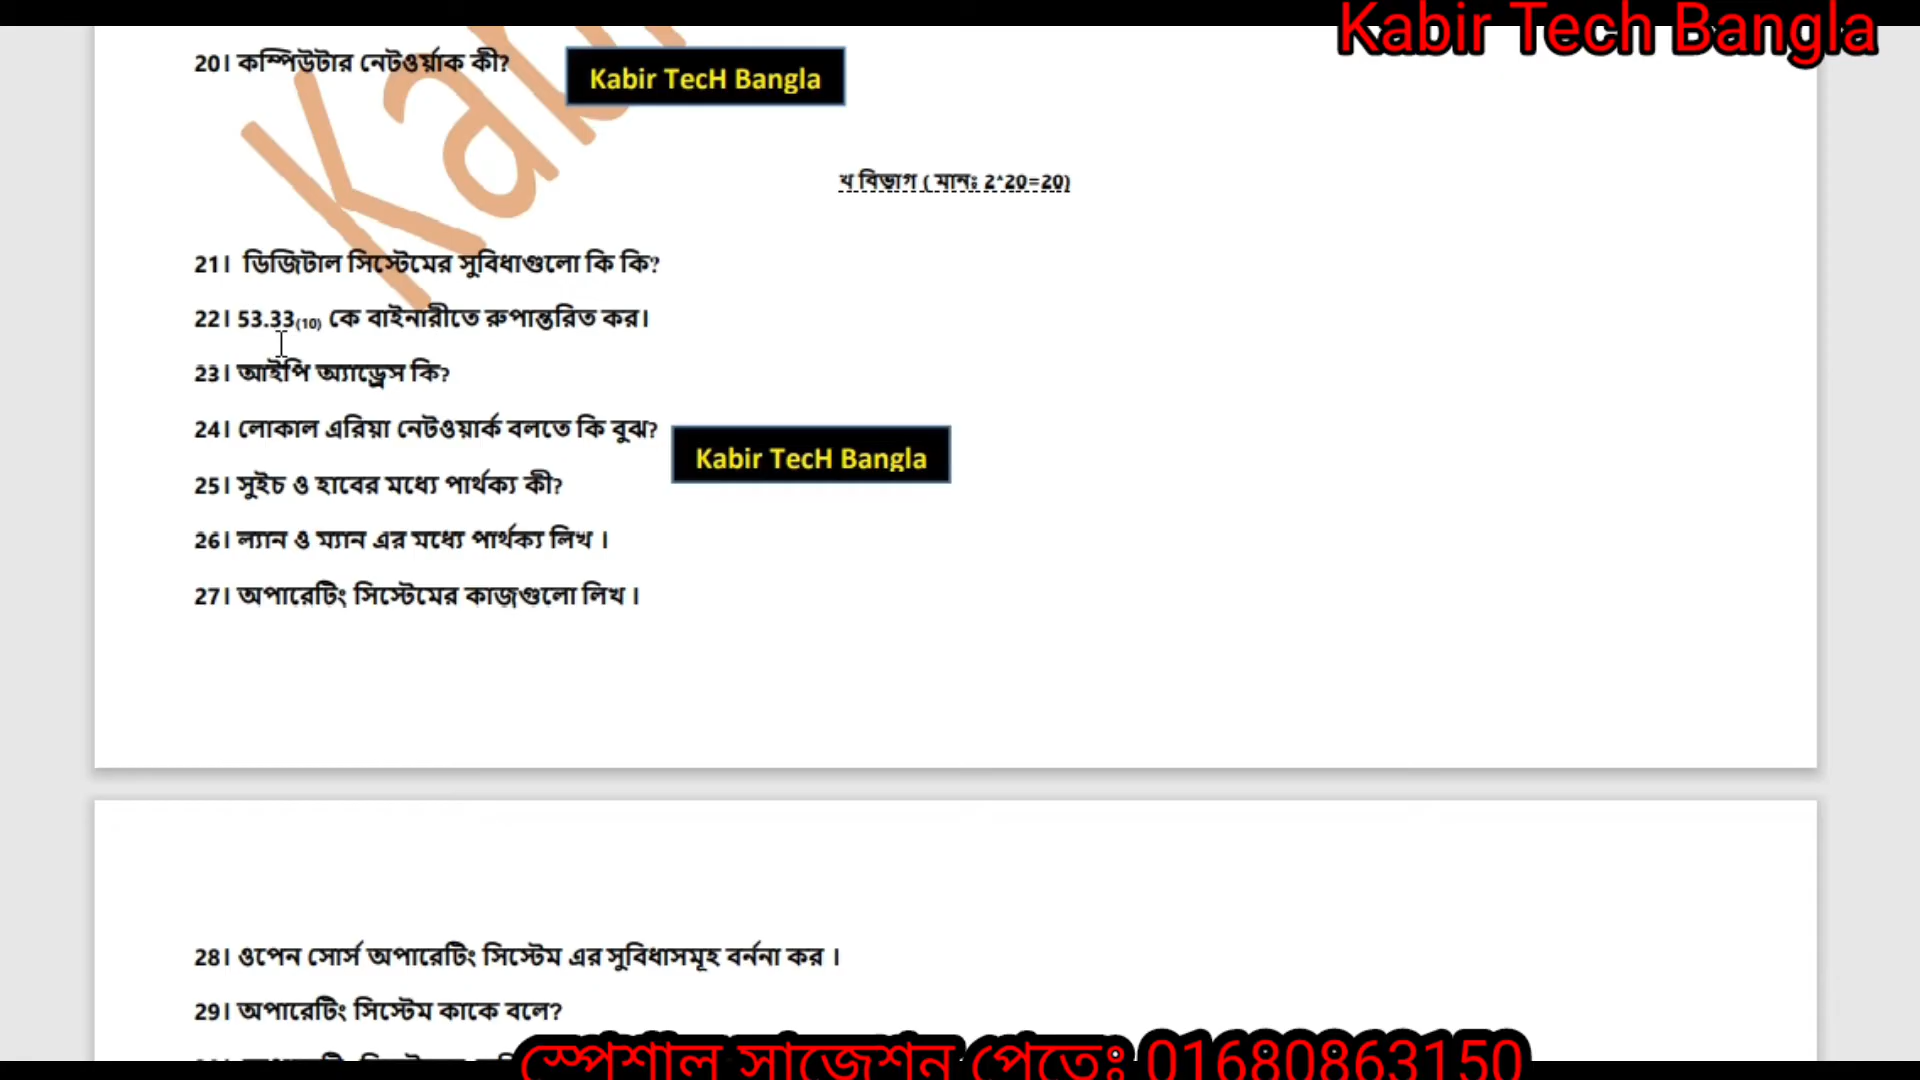 Kabir Tech Bangla
20। কম্পিউটার নেটওর্য়াক কী?
Kabir TecH Bangla
খ বিভাগ ( মানঃ 2*20=20)
21। ডিজিটাল সিস্টেমের সুবিধাগুলো কি কি?
22। 53.33(10) কে বাইনারীতে রুপান্তরিত কর।
23। আইপি অ্যাড্রেস কি?
24। লোকাল এরিয়া নেটওয়ার্ক বলতে কি বুঝ?
Kabir TecH Bangla
25। সুইচ ও হাবের মধ্যে পার্থক্য কী?
26। ল্যান ও ম্যান এর মধ্যে পার্থক্য লিখ ।
27। অপারেটিং সিস্টেমের কাজগুলো লিখ ।
28। ওপেন সোর্স অপারেটিং সিস্টেম এর সুবিধাসমূহ বর্ননা কর ।
29। অপারেটিং সিস্টেম কাকে বলে?
স্পেশাল সাজেশন পেতেঃ 01680863150